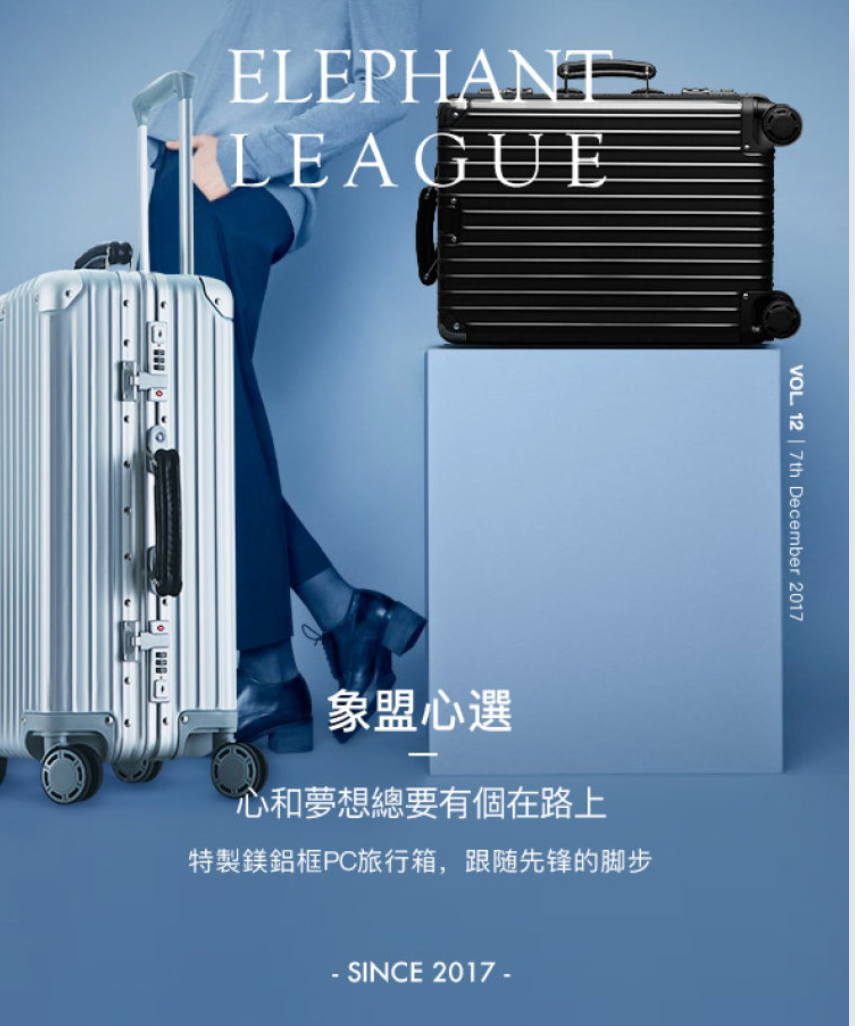 ELEPHANT
LEAGUE
VOL. 12 | 7th December 2017
象盟心選
心和夢想總要有個在路上
特製鎂鋁框PC旅行箱，跟随先锋的脚步
- SINCE 2017 -